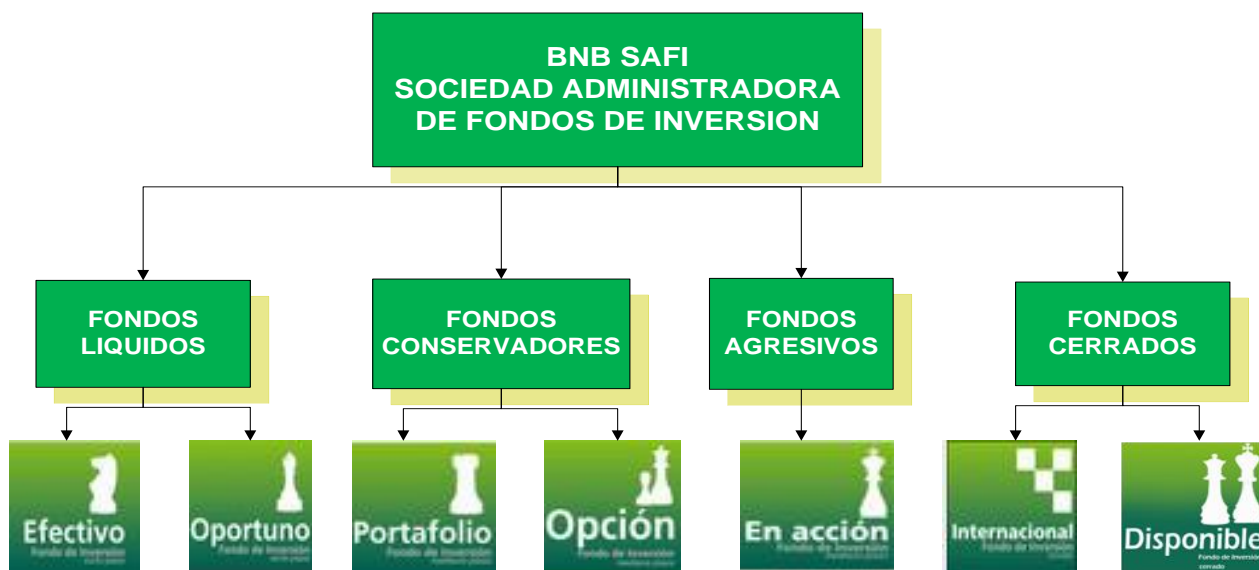 BNB SAFI
SOCIEDAD ADMINISTRADORA
DE FONDOS DE INVERSION
FONDOS
LIQUIDOS
FONDOS
CONSERVADORES
FONDOS
AGRESIVOS
FONDOS
CERRADOS
Efectivo
Fondo de Inversión
Oportuno
Fondo de Inversión
Portafolio
Fondo de Inversión
Opción
Fondo de Inversión
En acción
Fondo de Inversión
Internacional
Fondo de Inversión
Disponible
Fondo de Inversión
cerrado